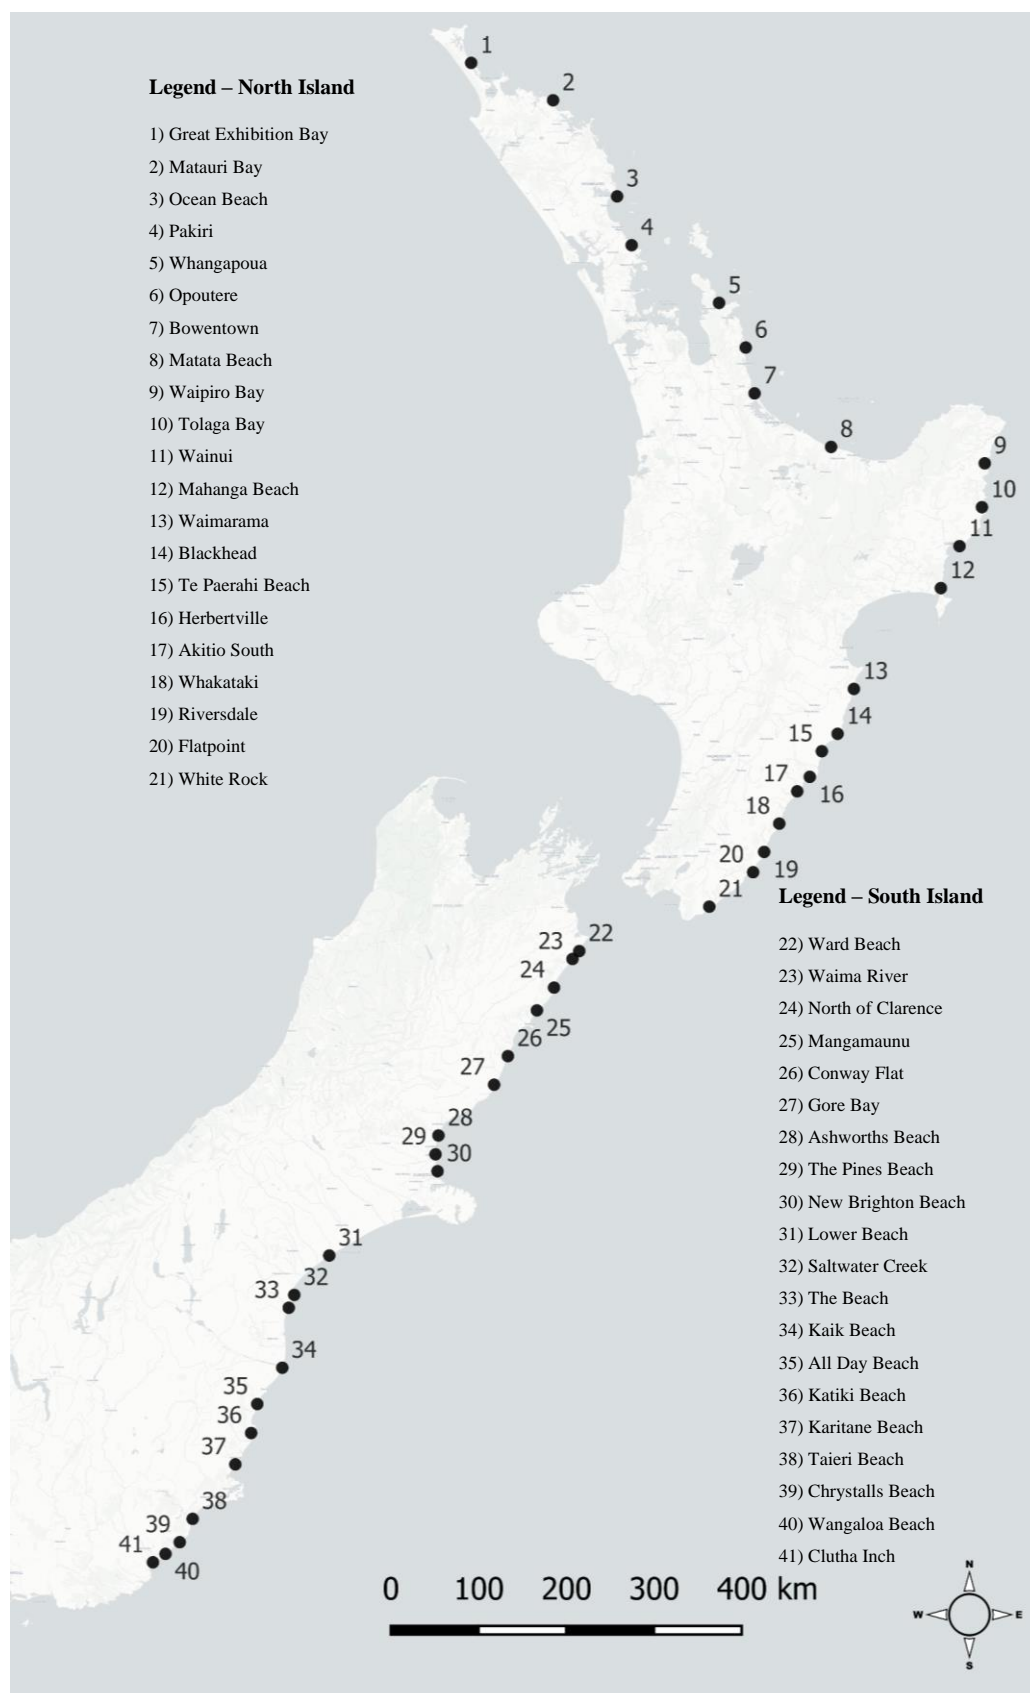 Legend – North Island
1) Great Exhibition Bay
2) Matauri Bay
3) Ocean Beach
4) Pakiri
5) Whangapoua
6) Opoutere
7) Bowentown
8) Matata Beach
9) Waipiro Bay
10) Tolaga Bay
11) Wainui
12) Mahanga Beach
13) Waimarama
14) Blackhead
15) Te Paerahi Beach
16) Herbertville
17) Akitio South
18) Whakataki
19) Riversdale
20) Flatpoint
21) White Rock
1
2
3
4
5
6
7
8
9
10
11
12
13
14
15
17
16
18
20
19
21
Legend – South Island
22) Ward Beach
23) Waima River
24) North of Clarence
25) Mangamaunu
26) Conway Flat
27) Gore Bay
28) Ashworths Beach
29) The Pines Beach
30) New Brighton Beach
31) Lower Beach
32) Saltwater Creek
33) The Beach
34) Kaik Beach
35) All Day Beach
36) Katiki Beach
37) Karitane Beach
38) Taieri Beach
39) Chrystalls Beach
40) Wangaloa Beach
41) Clutha Inch
22
23
24
25
26
27
28
29
30
31
32
33
34
35
36
37
38
39
41
40
0 100 200 300 400 km
N
W E
S